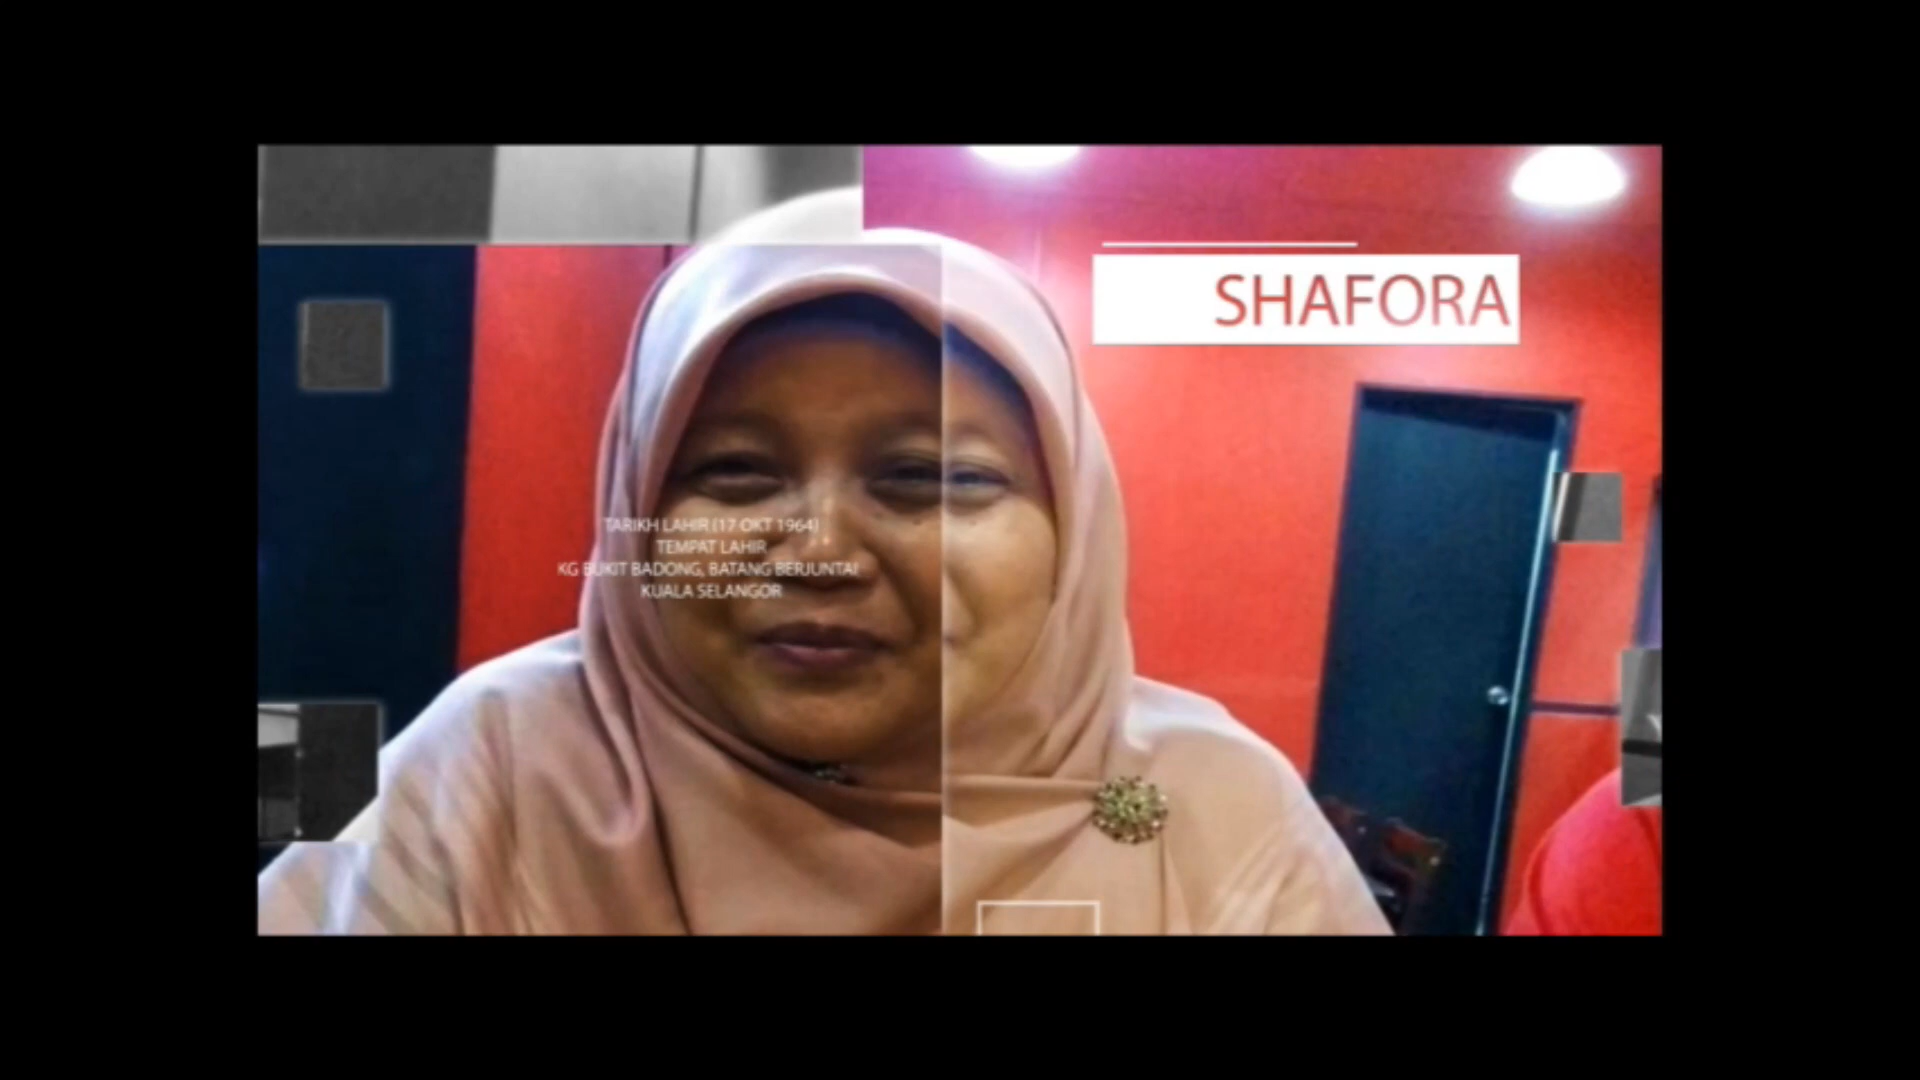 SHAFORA
TARIKH LAHIR (17 OKT 1964)
TEMPAT LAHIR
KG BUKIT BADONG, BATANG BERJUNTAI
KUALA SELANGOR